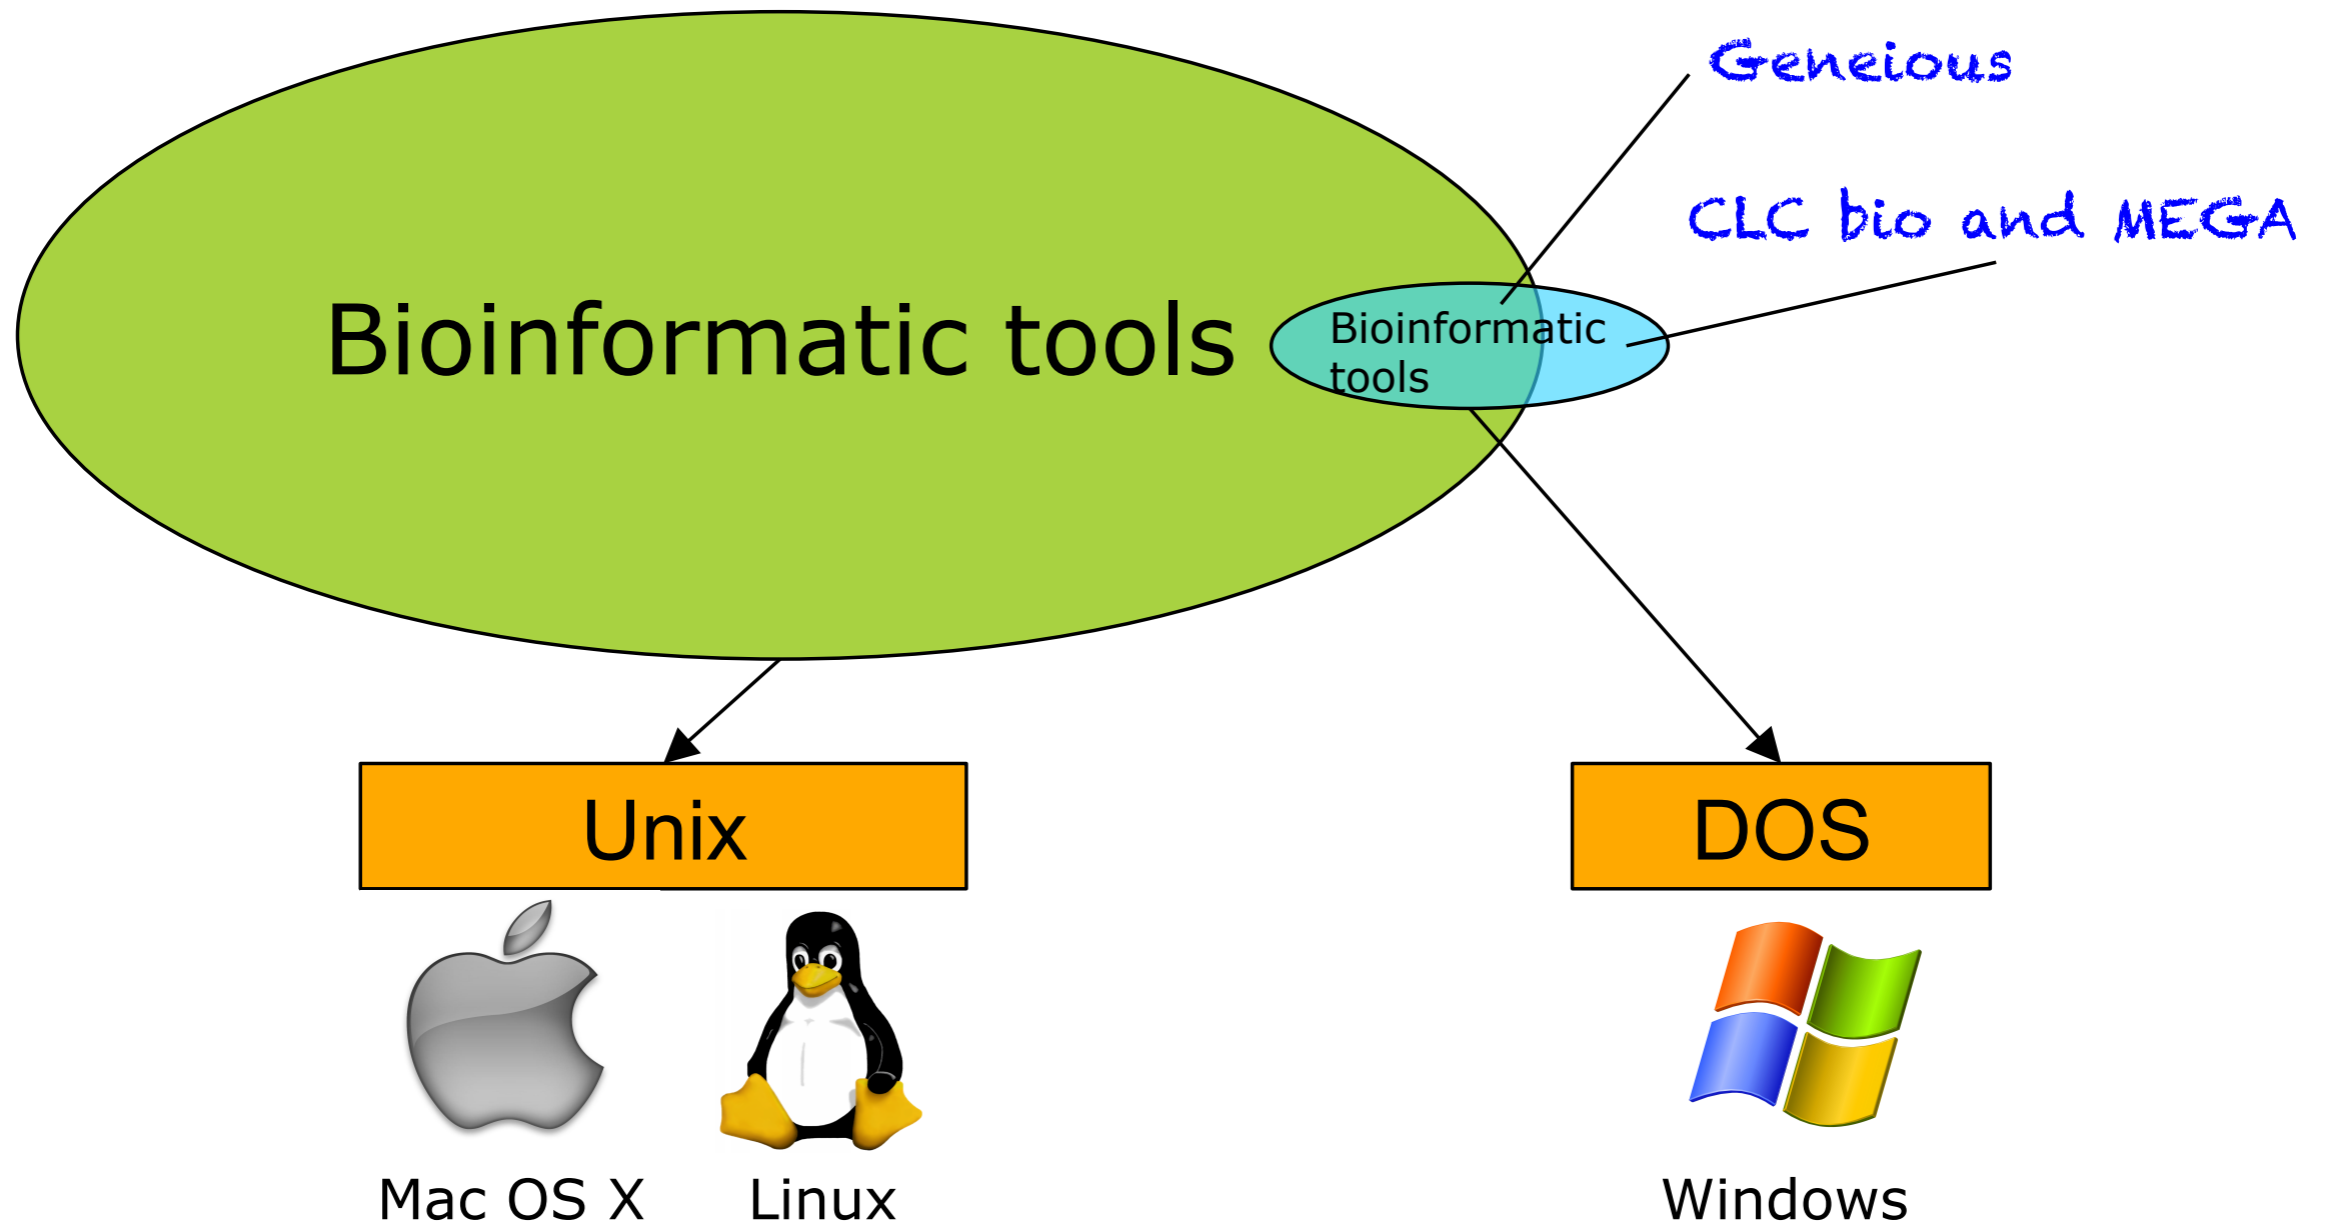 Geneious
CLC bio and MEGA
Bioinformatic tools
Bioinformatic
tools
Unix
DOS
Mac OS X
Linux
Windows